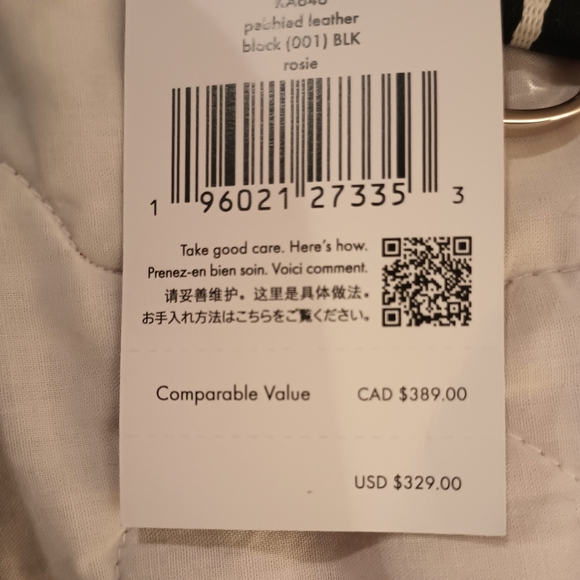 KA646
pebbled leather
black (001) BLK
rosie
1 96021 27335 3
Take good care. Here's how.
Prenez-en bien soin. Voici comment.
请妥善维护。这里是具体做法。
お手入れ方法はこちらをご覧ください。
Comparable Value CAD $389.00
USD $329.00